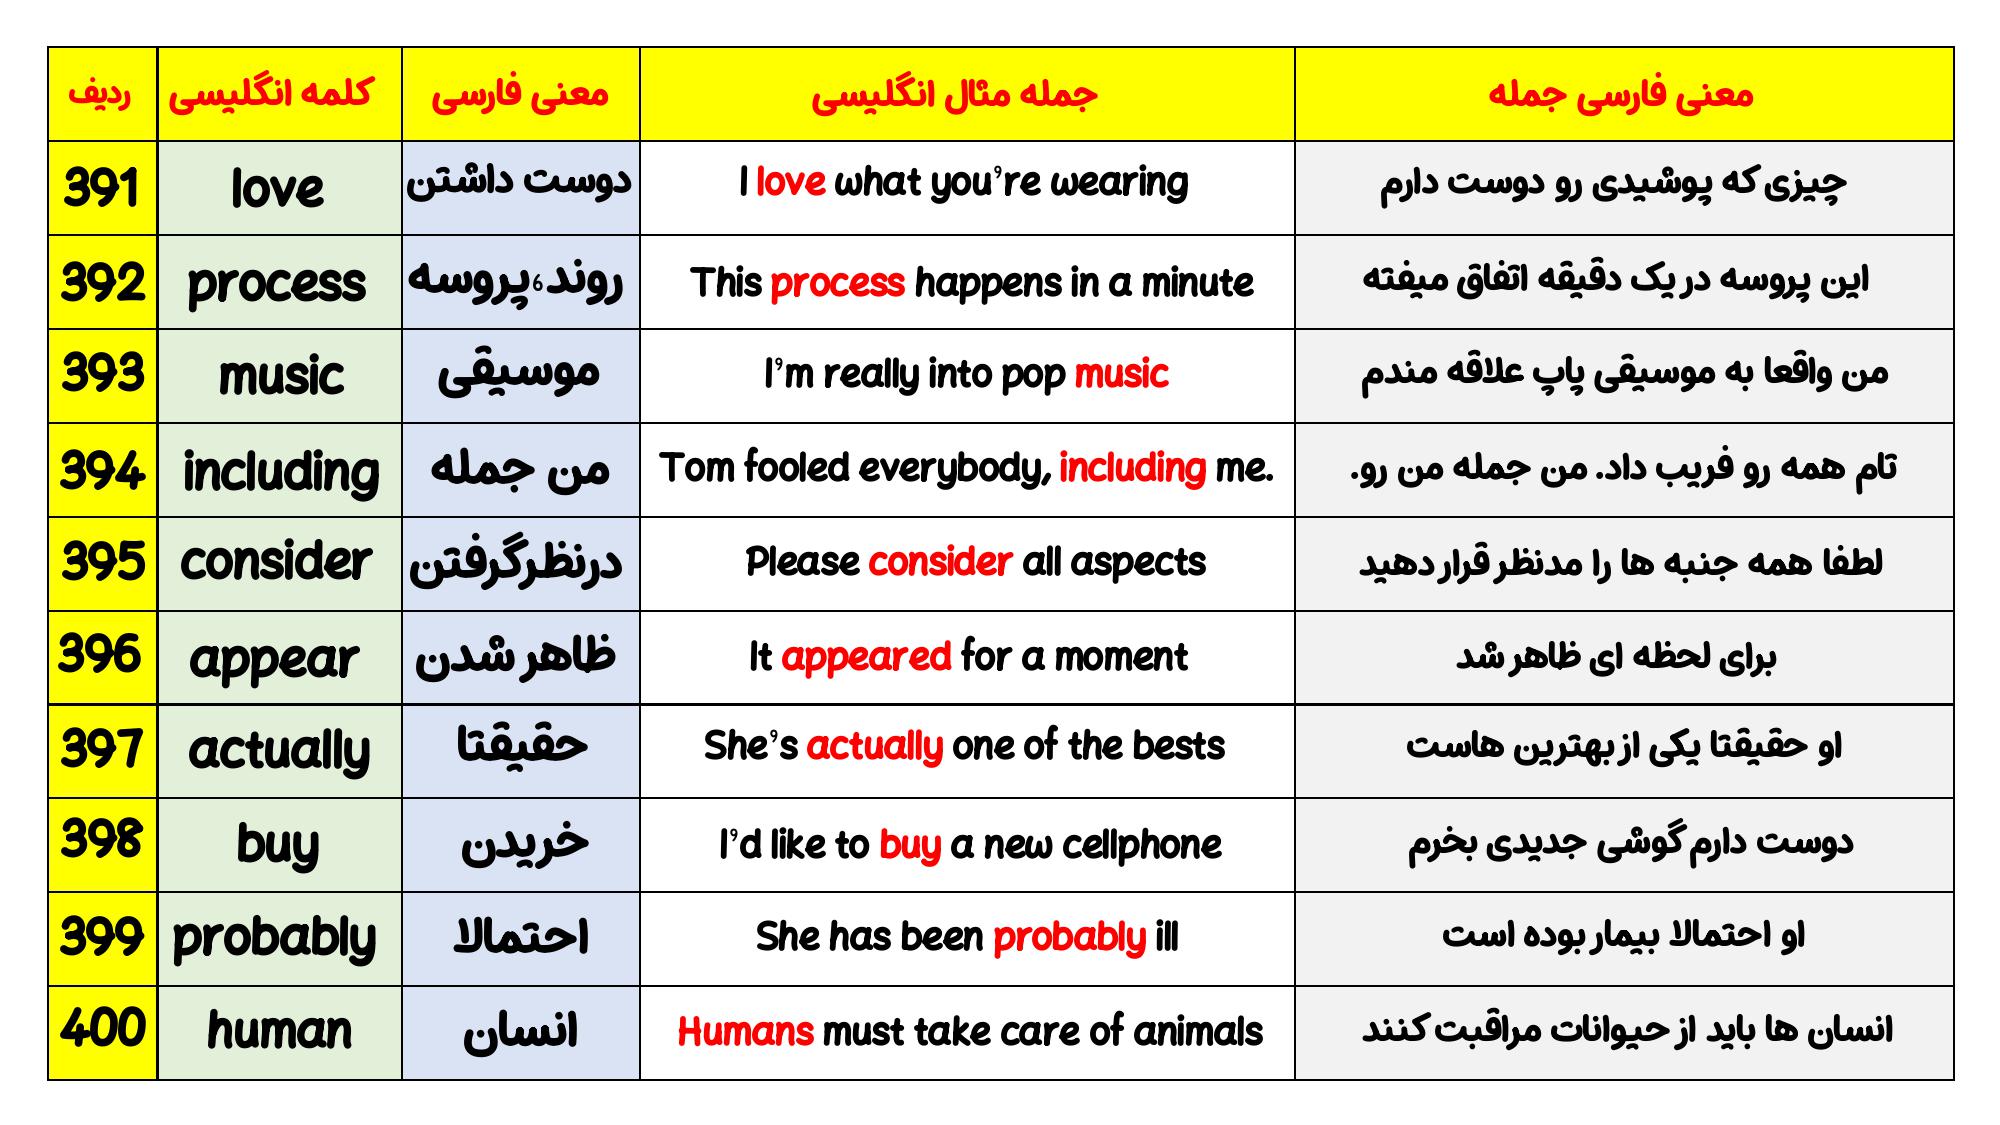 ردیف کلمه انگلیسی معنی فارسی جمله مثال انگلیسی معنی فارسی جمله
391 love دوست داشتن I love what you're wearing چیزی که پوشیدی رو دوست دارم
392 process روند،پروسه This process happens in a minute این پروسه در یک دقیقه اتفاق میفته
393 music موسیقی I'm really into pop music من واقعا به موسیقی پاپ علاقه مندم
394 including من جمله Tom fooled everybody, including me. تام همه رو فریب داد. من جمله من رو.
395 consider درنظرگرفتن Please consider all aspects لطفا همه جنبه ها را مدنظر قرار دهید
396 appear ظاهر شدن It appeared for a moment برای لحظه ای ظاهر شد
397 actually حقیقتا She's actually one of the bests او حقیقتا یکی از بهترین هاست
398 buy خریدن I'd like to buy a new cellphone دوست دارم گوشی جدیدی بخرم
399 probably احتمالا She has been probably ill او احتمالا بیمار بوده است
400 human انسان Humans must take care of animals انسان ها باید از حیوانات مراقبت کنند